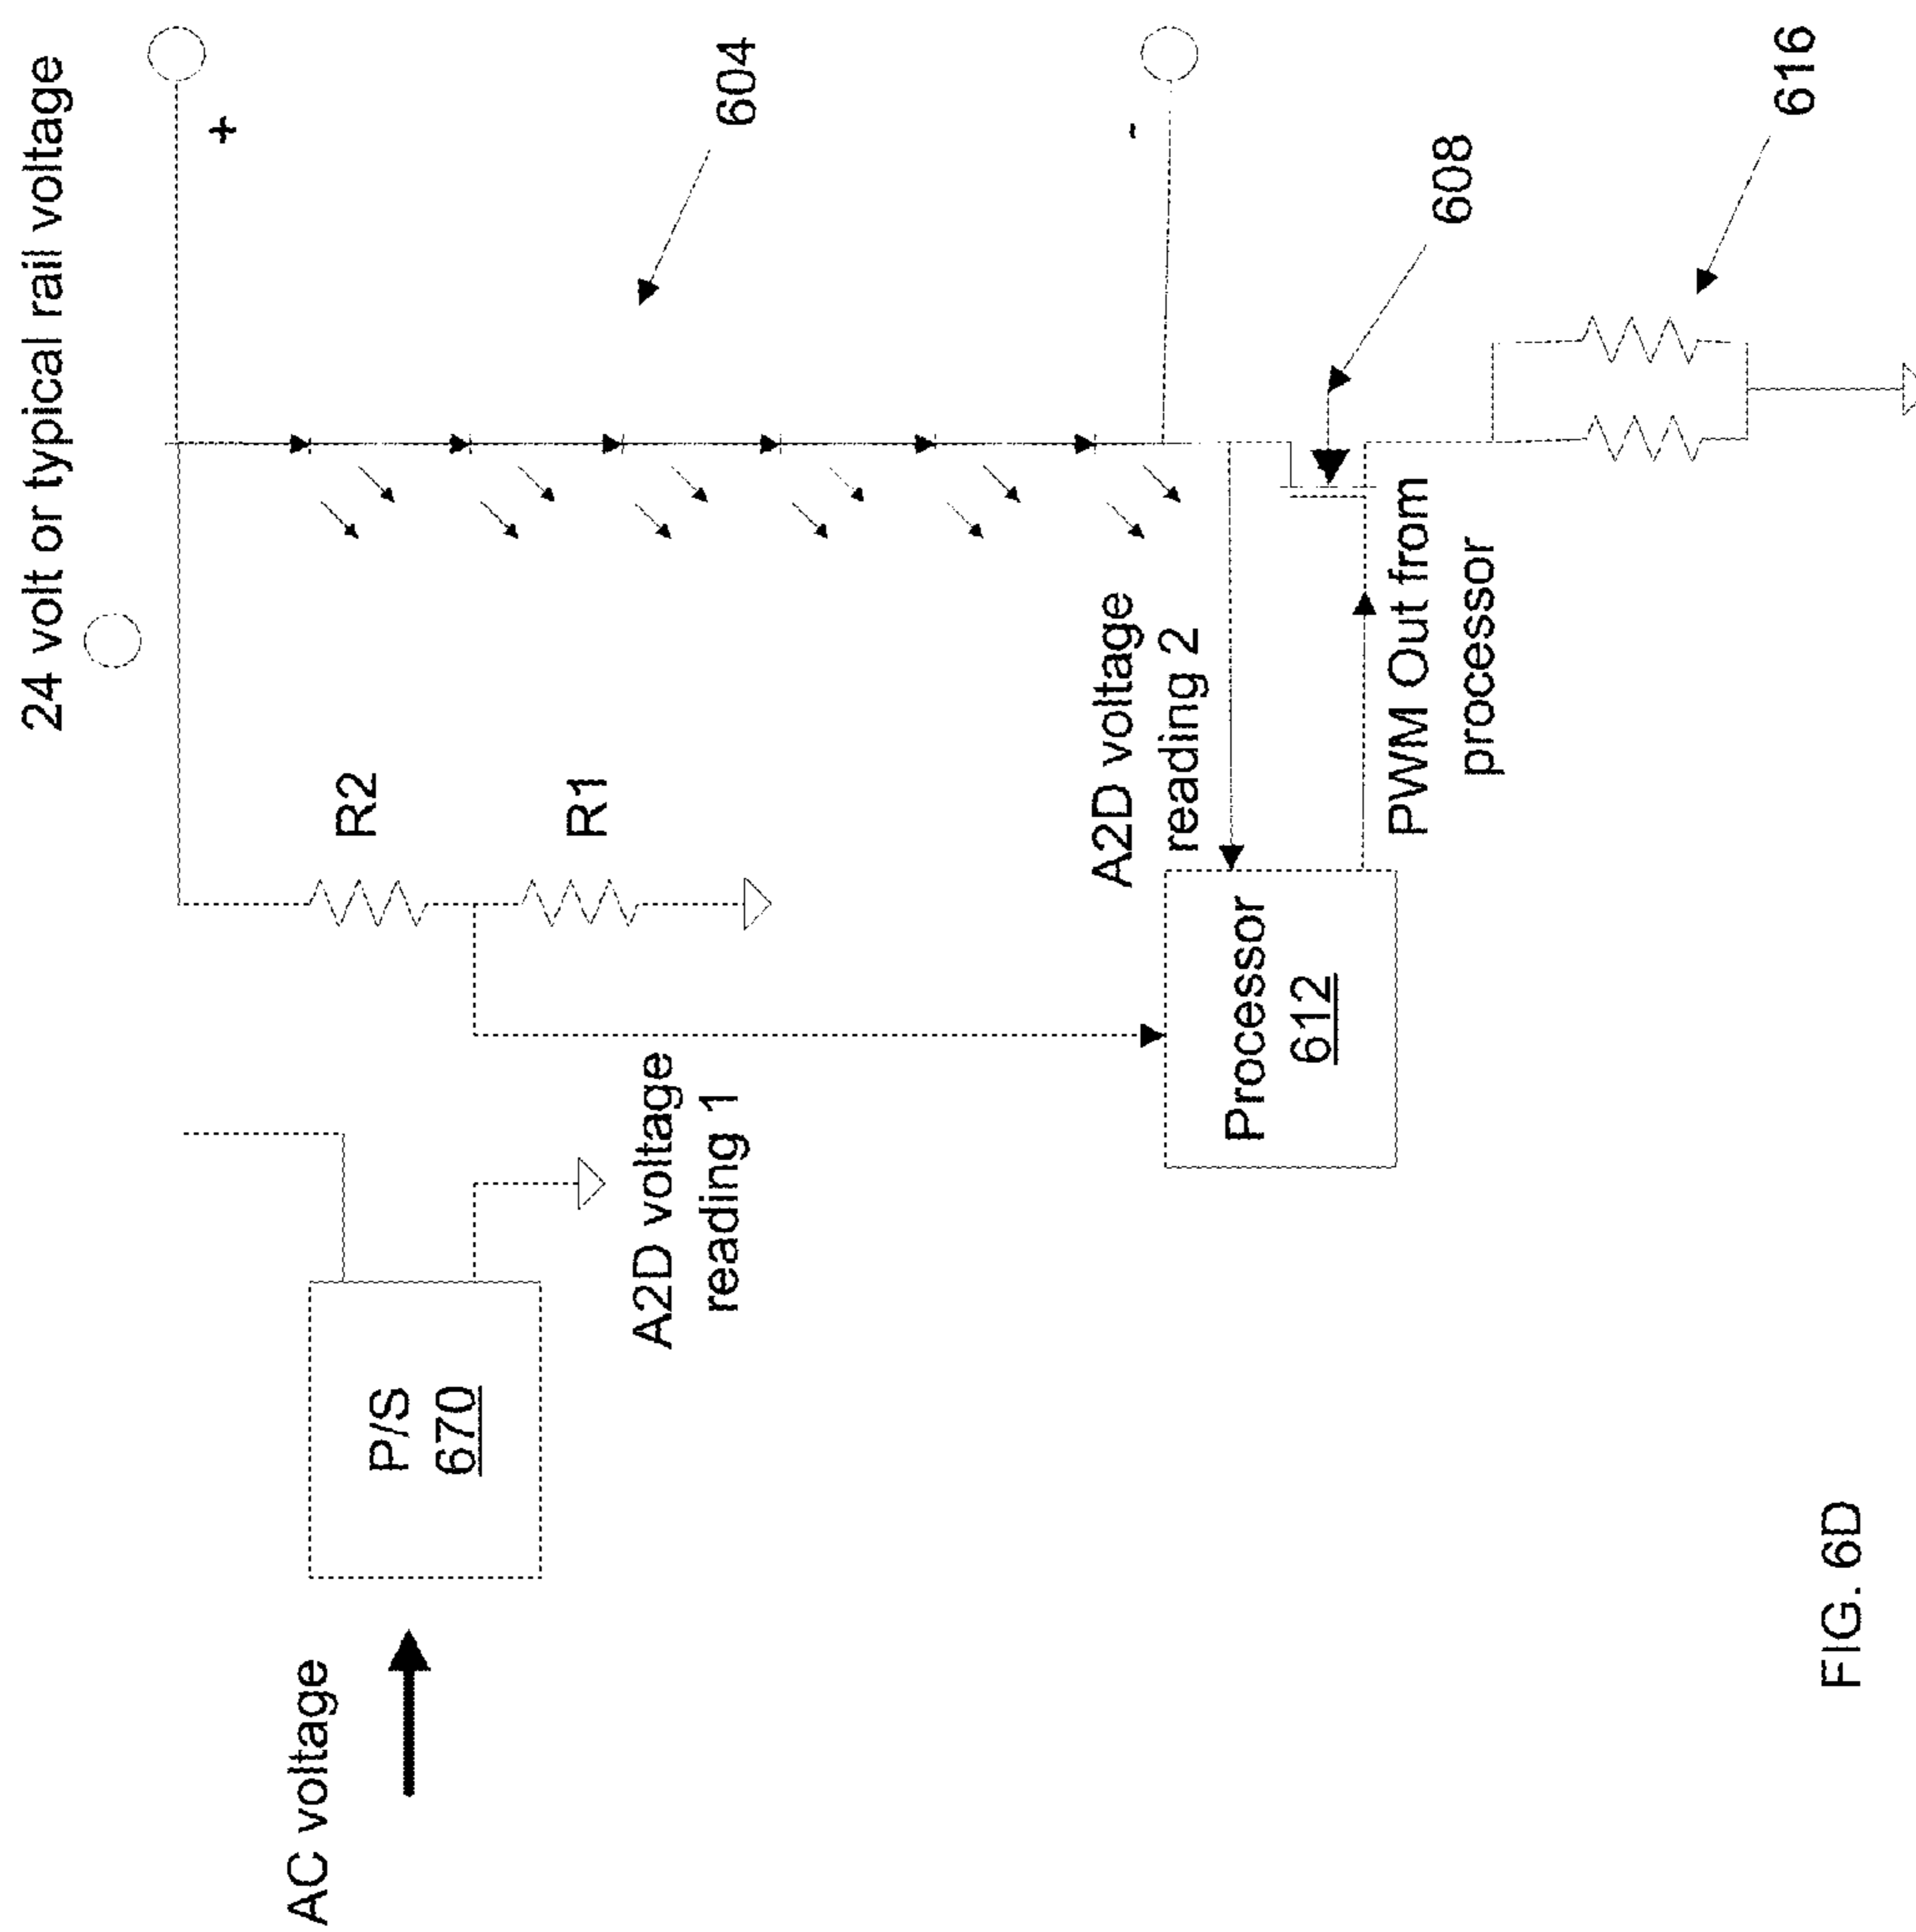 24 volt or typical rail voltage
+
604
-
608
616
R2
R1
A2D voltage
reading 2
PWM Out from
processor
Processor
612
A2D voltage
reading 1
P/S
670
AC voltage
FIG. 6D